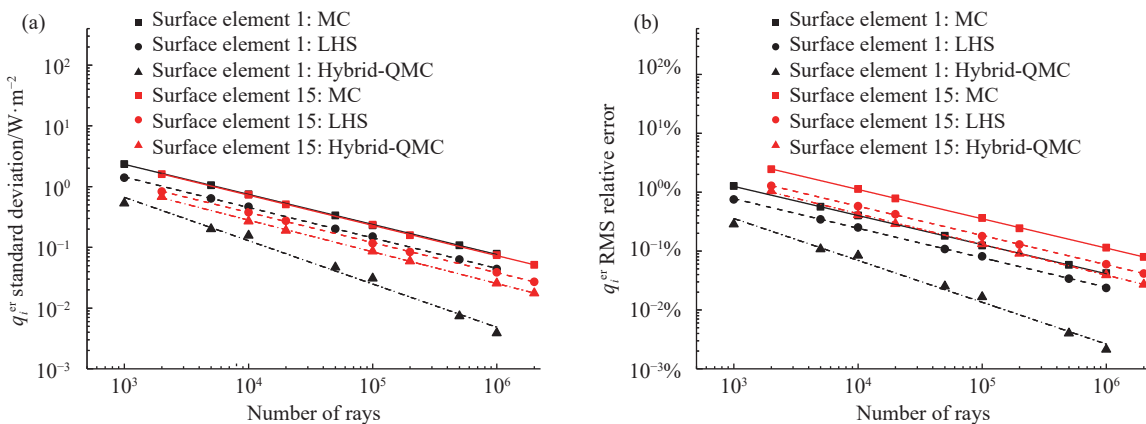 (a)
Surface element 1: MC
Surface element 1: LHS
Surface element 1: Hybrid-QMC
Surface element 15: MC
Surface element 15: LHS
Surface element 15: Hybrid-QMC
q_i^er standard deviation/W·m⁻²
10²
10¹
10⁰
10⁻¹
10⁻²
10⁻³
10³ 10⁴ 10⁵ 10⁶
Number of rays
(b)
Surface element 1: MC
Surface element 1: LHS
Surface element 1: Hybrid-QMC
Surface element 15: MC
Surface element 15: LHS
Surface element 15: Hybrid-QMC
q_i^er RMS relative error
10²%
10¹%
10⁰%
10⁻¹%
10⁻²%
10⁻³%
10³ 10⁴ 10⁵ 10⁶
Number of rays